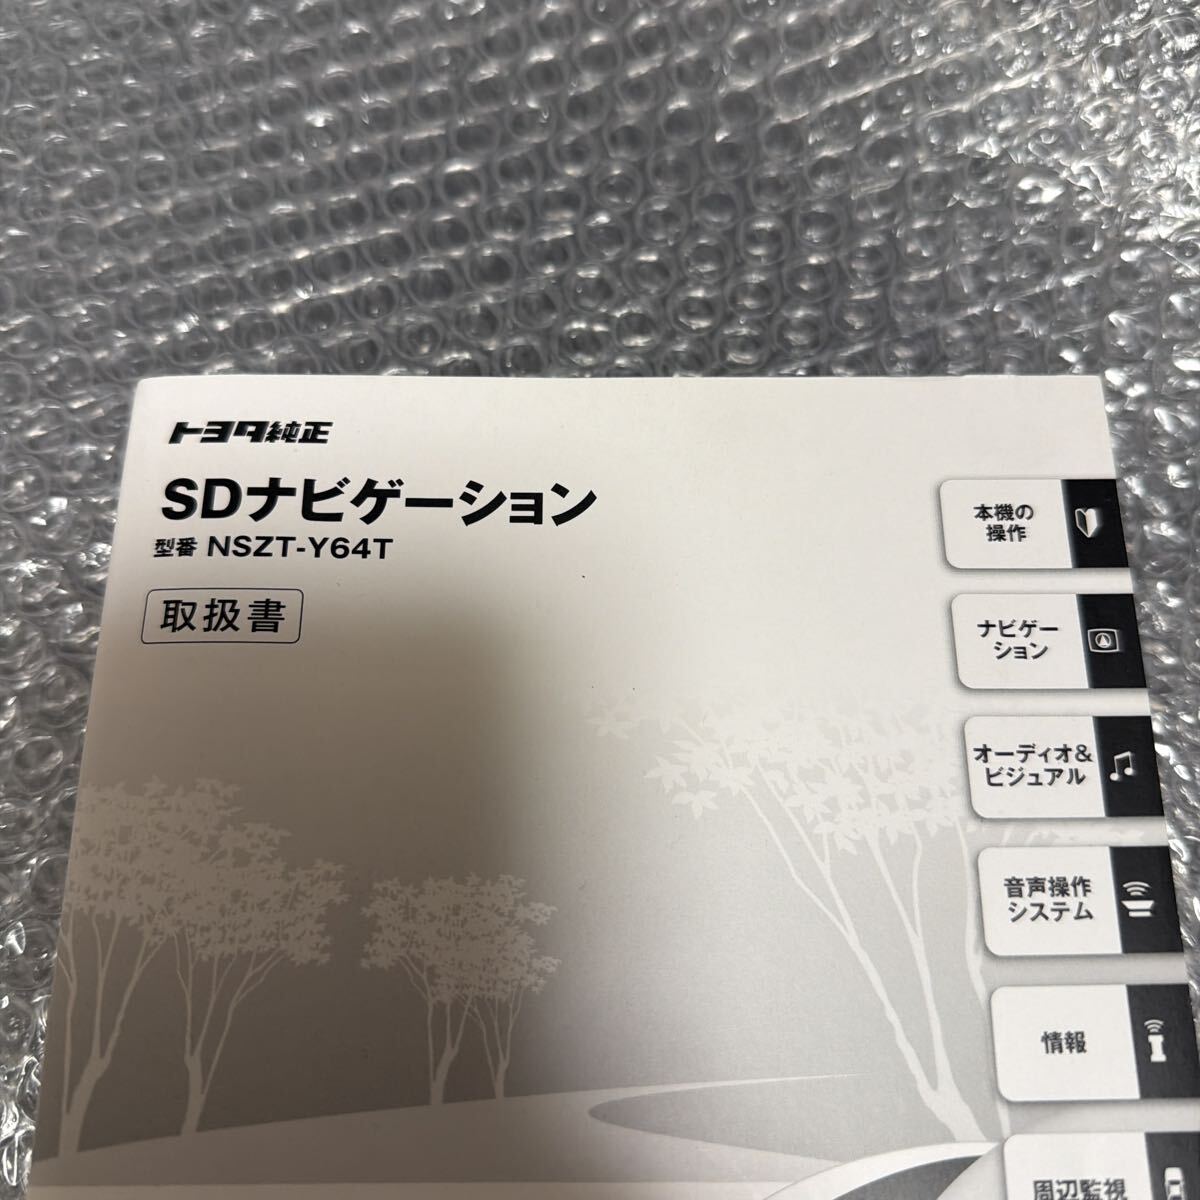 トヨタ純正
SDナビゲーション
型番 NSZT-Y64T
取扱書
本機の
操作
ナビゲー
ション
オーディオ&
ビジュアル
音声操作
システム
情報
周辺監視